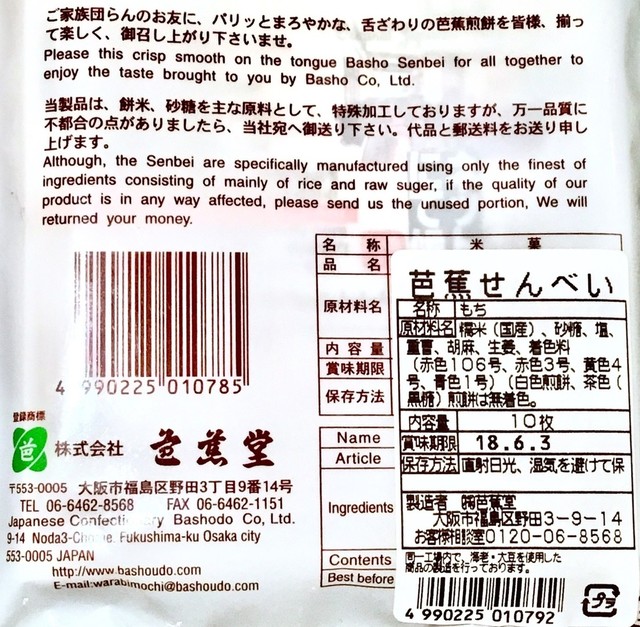 ご家族団らんのお友に、パリッとまろやかな、舌ざわりの芭蕉煎餅を皆様、揃っ
て楽しく、御召し上がり下さいませ。
Please this crisp smooth on the tongue Basho Senbei for all together to
enjoy the taste brought to you by Basho Co, Ltd.
当製品は、餅米、砂糖を主な原料として、特殊加工しておりますが、万一品質に
不都合の点がありましたら、当社宛へ御送り下さい。代品と郵送料をお送り申し
上げます。
Although, the Senbei are specifically manufactured using only the finest of
ingredients consisting of mainly of rice and raw suger, if the quality of our
product is in any way affected, please send us the unused portion, We will
returned your money.
4 990225 010785
登録商標
芭 株式会社 芭蕉堂
〒553-0005 大阪市福島区野田3丁目9番14号
TEL 06-6462-8568 FAX 06-6462-1151
Japanese Bashodo Co, Ltd.
9-14 Noda3- Fukushima-ku Osaka city
553-0005 JAPAN
http://www.bashoudo.com
E-mail:warabimochi@bashoudo.com
名称 米菓
品名
原材料名
内容量
賞味期限
保存方法
Name
Article
Ingredients
Contents
Best before
芭蕉せんべい
名称 もち
原材料名 糯米(国産)、砂糖、塩、
重曹、胡麻、生姜、着色料
(赤色106号、赤色3号、黄色4
号、青色1号)(白色煎餅、茶色(
黒糖)煎餅は無着色。
内容量 10枚
賞味期限 18.6.3
保存方法 直射日光、湿気を避けて保
製造者 ㈱芭蕉堂
大阪市福島区野田3-9-14
お客様相談室0120-06-8568
同一工場内で、海老・大豆を使用した
商品の製造を行っております。
4 990225 010792
プラ